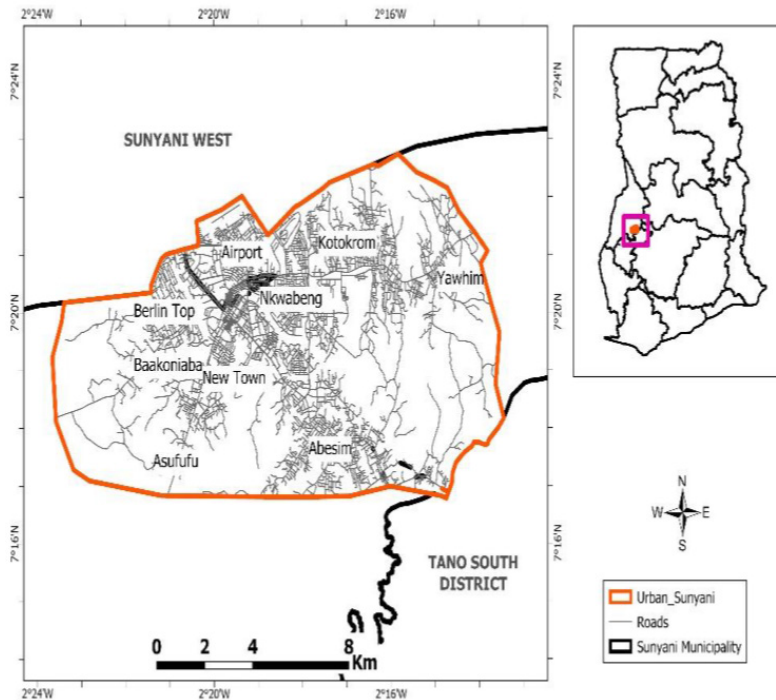 2°24'W 2°20'W 2°16'W
7°24'N 7°24'N
SUNYANI WEST
Airport
Kotokrom
Yawhim
Nkwabeng
7°20'N 7°20'N
Berlin Top
Baakoniaba
New Town
Asufufu
Abesim
7°16'N 7°16'N
TANO SOUTH
DISTRICT
0 2 4 8
Km
2°24'W 2°20'W 2°16'W
N
W E
S
Urban_Sunyani
Roads
Sunyani Municipality